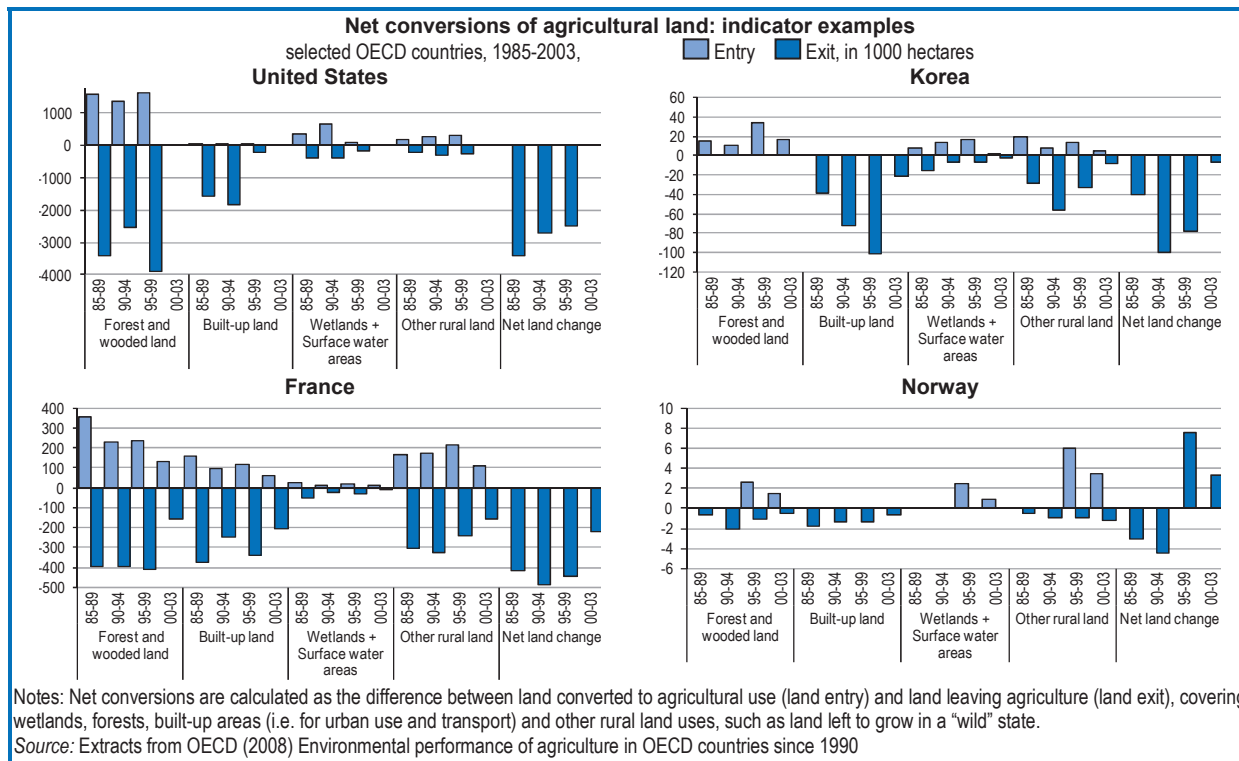 Net conversions of agricultural land: indicator examples
selected OECD countries, 1985-2003, Entry Exit, in 1000 hectares
United States
1000
0
-1000
-2000
-3000
-4000
85-89 90-94 95-99 00-03 85-89 90-94 95-99 00-03 85-89 90-94 95-99 00-03 85-89 90-94 95-99 00-03 85-89 90-94 95-99 00-03
Forest and Built-up land Wetlands + Other rural land Net land change
wooded land Surface water
areas
Korea
60
40
20
0
-20
-40
-60
-80
-100
-120
85-89 90-94 95-99 00-03 85-89 90-94 95-99 00-03 85-89 90-94 95-99 00-03 85-89 90-94 95-99 00-03 85-89 90-94 95-99 00-03
Forest and Built-up land Wetlands + Other rural land Net land change
wooded land Surface water
areas
France
400
300
200
100
0
-100
-200
-300
-400
-500
85-89 90-94 95-99 00-03 85-89 90-94 95-99 00-03 85-89 90-94 95-99 00-03 85-89 90-94 95-99 00-03 85-89 90-94 95-99 00-03
Forest and Built-up land Wetlands + Other rural land Net land change
wooded land Surface water
areas
Norway
10
8
6
4
2
0
-2
-4
-6
85-89 90-94 95-99 00-03 85-89 90-94 95-99 00-03 85-89 90-94 95-99 00-03 85-89 90-94 95-99 00-03 85-89 90-94 95-99 00-03
Forest and Built-up land Wetlands + Other rural land Net land change
wooded land Surface water
areas
Notes: Net conversions are calculated as the difference between land converted to agricultural use (land entry) and land leaving agriculture (land exit), covering
wetlands, forests, built-up areas (i.e. for urban use and transport) and other rural land uses, such as land left to grow in a “wild” state.
Source: Extracts from OECD (2008) Environmental performance of agriculture in OECD countries since 1990